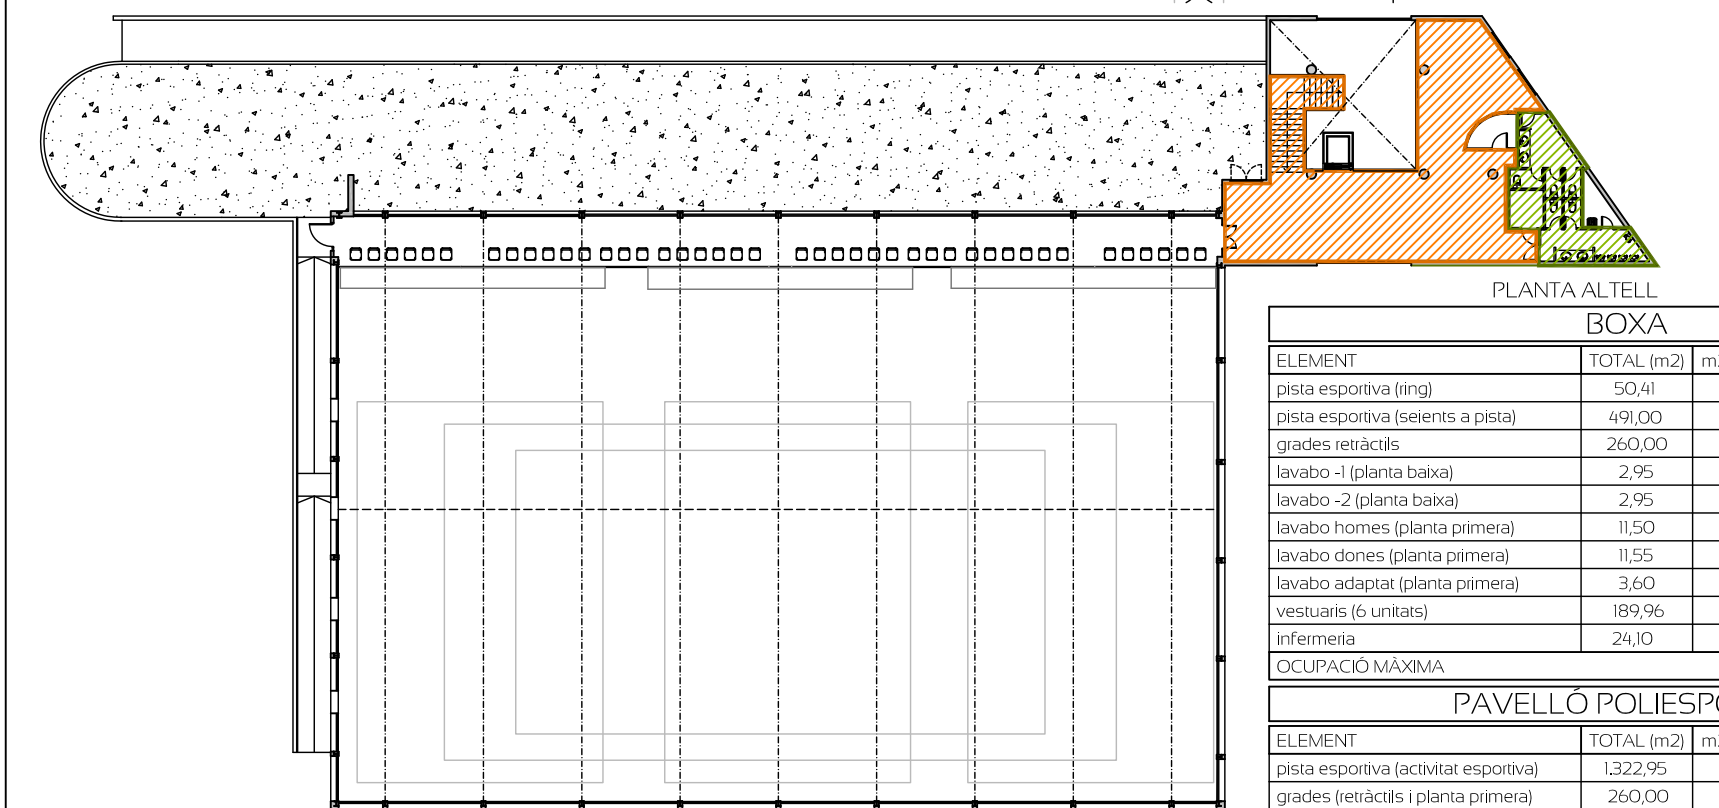 PLANTA ALTELL
BOXA
ELEMENT TOTAL (m2)
pista esportiva (ring) 50,41
pista esportiva (seients a pista) 491,00
grades retràctils 260,00
lavabo -1 (planta baixa) 2,95
lavabo -2 (planta baixa) 2,95
lavabo homes (planta primera) 11,50
lavabo dones (planta primera) 11,55
lavabo adaptat (planta primera) 3,60
vestuaris (6 unitats) 189,96
infermeria 24,10
OCUPACIÓ MÀXIMA
PAVELLÓ POLIESPO
ELEMENT TOTAL (m2)
pista esportiva (activitat esportiva) 1.322,95
grades (retràctils i planta primera) 260,00